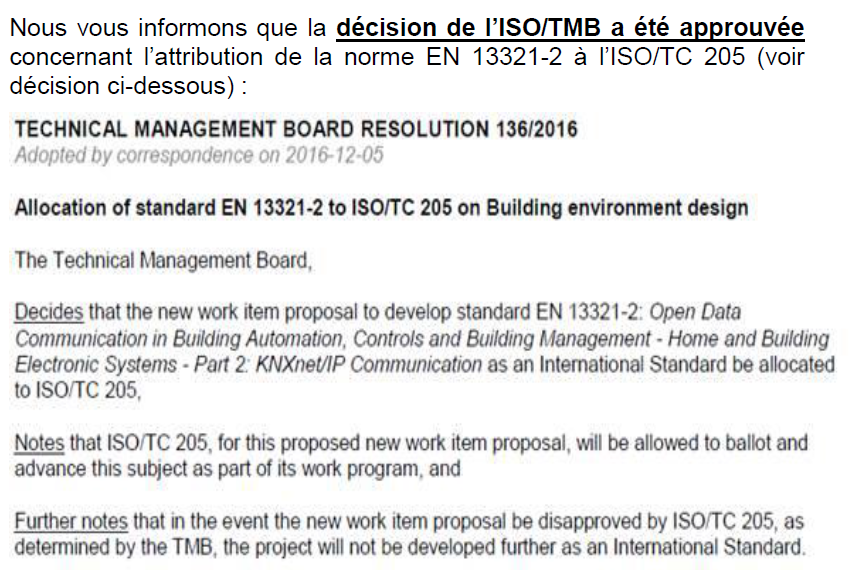 Nous vous informons que la décision de l'ISO/TMB a été approuvée
concernant l'attribution de la norme EN 13321-2 à l'ISO/TC 205 (voir
décision ci-dessous) :
TECHNICAL MANAGEMENT BOARD RESOLUTION 136/2016
Adopted by correspondence on 2016-12-05
Allocation of standard EN 13321-2 to ISO/TC 205 on Building environment design
The Technical Management Board,
Decides that the new work item proposal to develop standard EN 13321-2: Open Data
Communication in Building Automation, Controls and Building Management - Home and Building
Electronic Systems - Part 2: KNXnet/IP Communication as an International Standard be allocated
to ISO/TC 205,
Notes that ISO/TC 205, for this proposed new work item proposal, will be allowed to ballot and
advance this subject as part of its work program, and
Further notes that in the event the new work item proposal be disapproved by ISO/TC 205, as
determined by the TMB, the project will not be developed further as an International Standard.